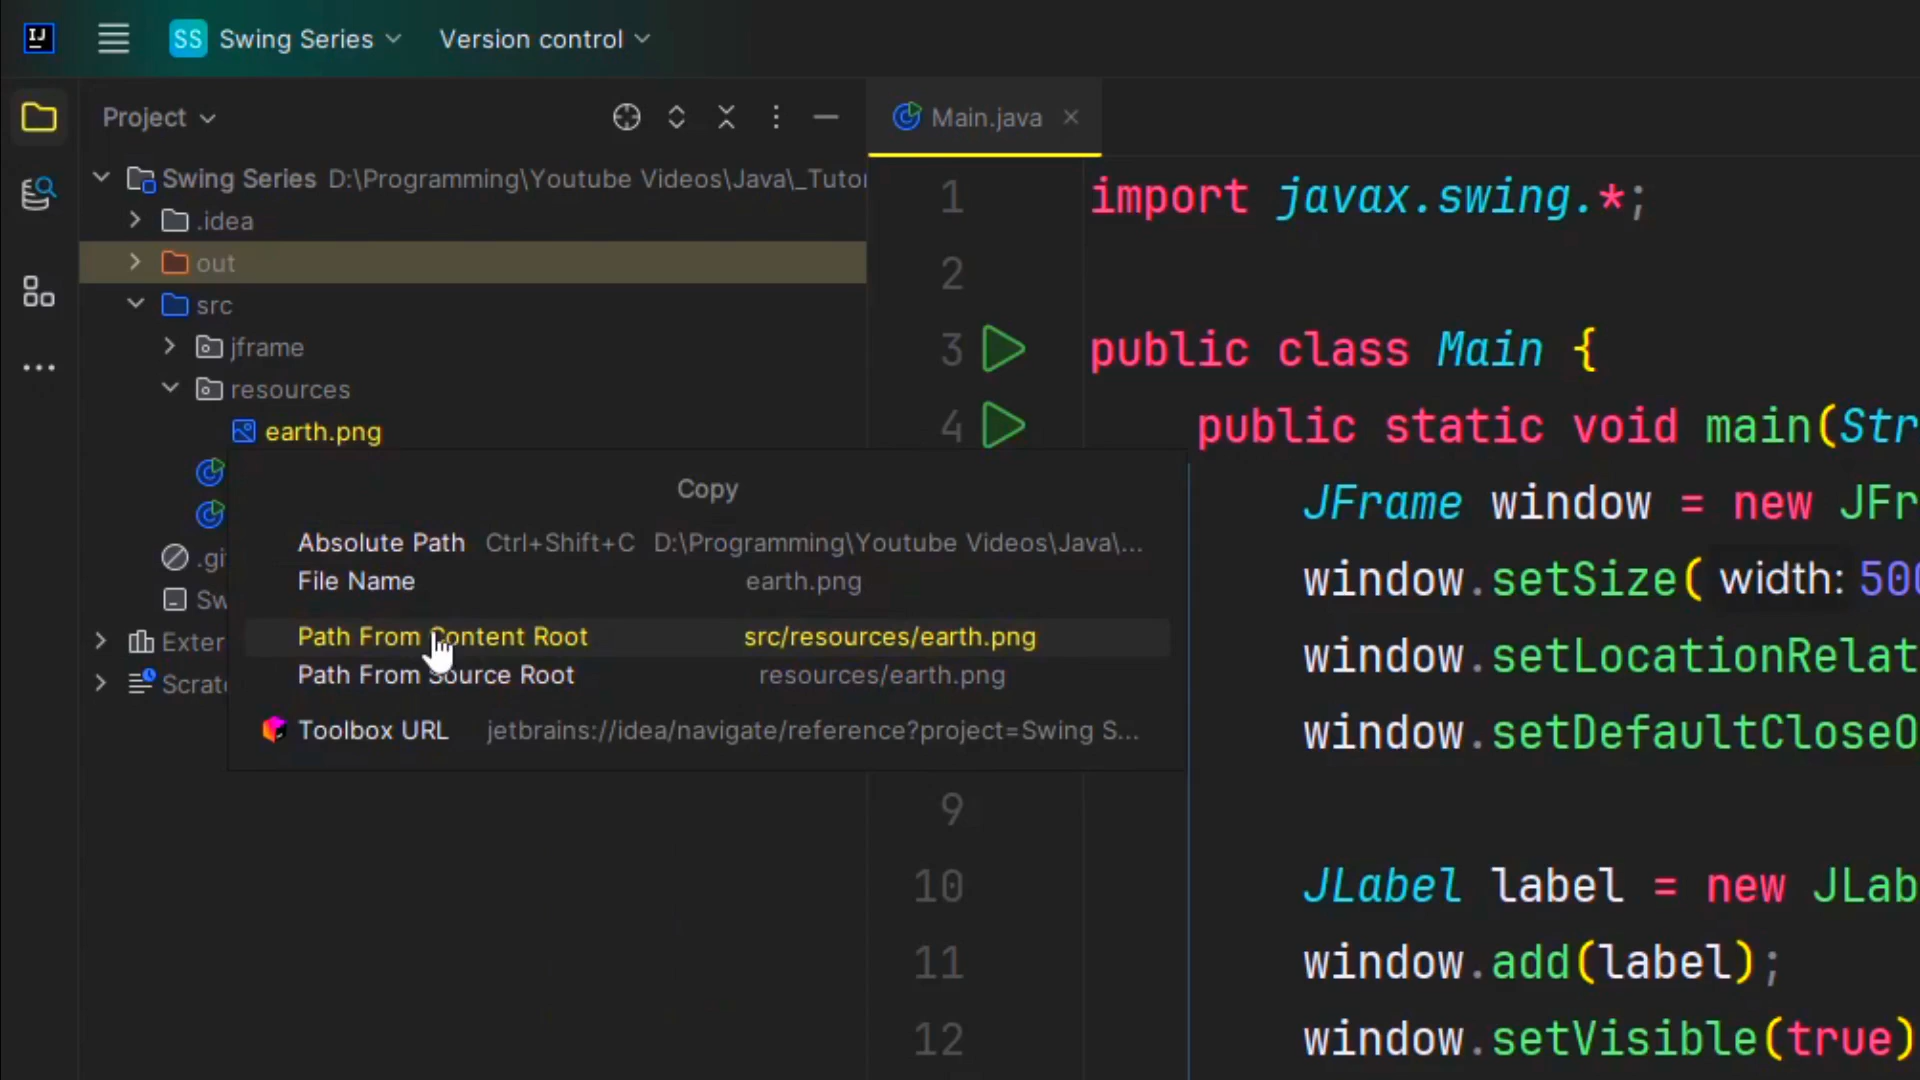 IJ
SS Swing Series Version control
Project
Main.java
Swing Series D:\Programming\Youtube Videos\Java\_Tutor
.idea
out
src
jframe
resources
earth.png
.gi
Sw
Exter
Scrat
Copy
Absolute Path Ctrl+Shift+C D:\Programming\Youtube Videos\Java\...
File Name earth.png
Path From Content Root src/resources/earth.png
Path From Source Root resources/earth.png
Toolbox URL jetbrains://idea/navigate/reference?project=Swing S...
1 import javax.swing.*;
2
3 public class Main {
4 public static void main(Str
JFrame window = new JFr
window.setSize( width: 500
window.setLocationRelat
window.setDefaultCloseO
9
10 JLabel label = new JLab
11 window.add(label);
12 window.setVisible(true)